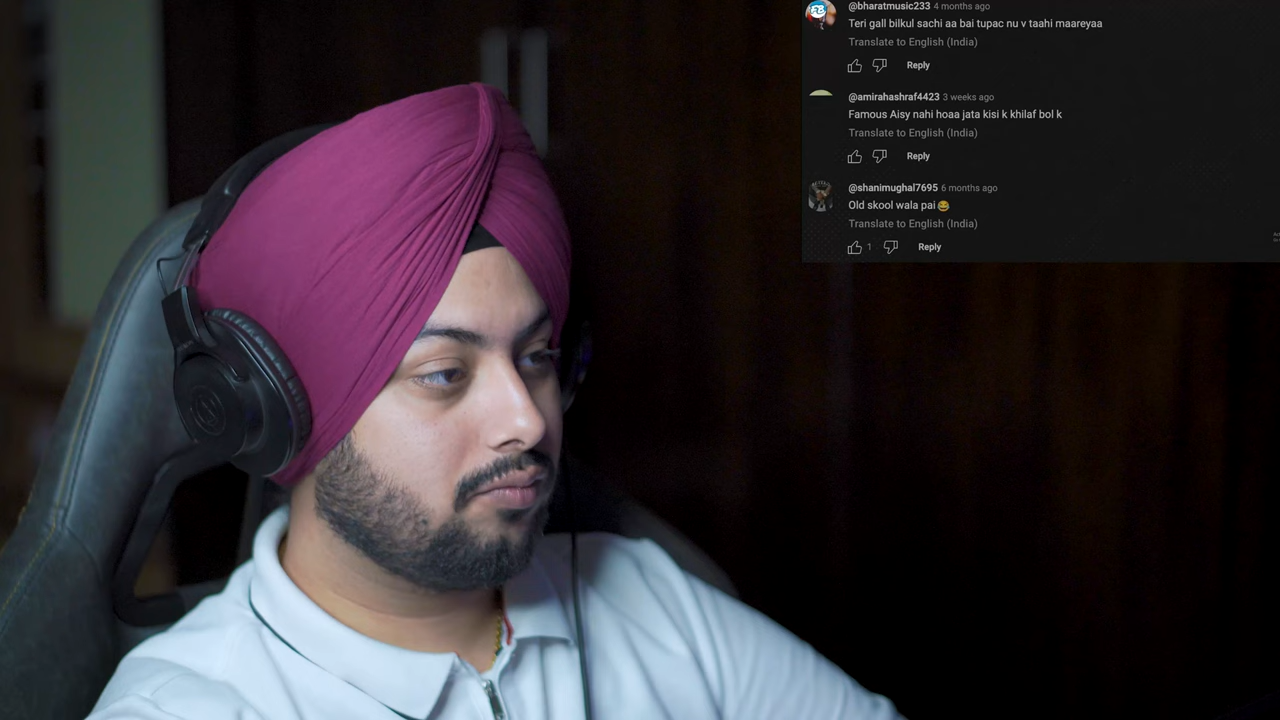 @bharatmusic233 4 months ago
Teri gall bilkul sachi aa bai tupac nu v taahi maareyaa
Translate to English (India)
Reply
@amirahashraf4423 3 weeks ago
Famous Aisy nahi hoaa jata kisi k khilaf bol k
Translate to English (India)
Reply
@shanimughal7695 6 months ago
Old skool wala pai😂
Translate to English (India)
1 Reply